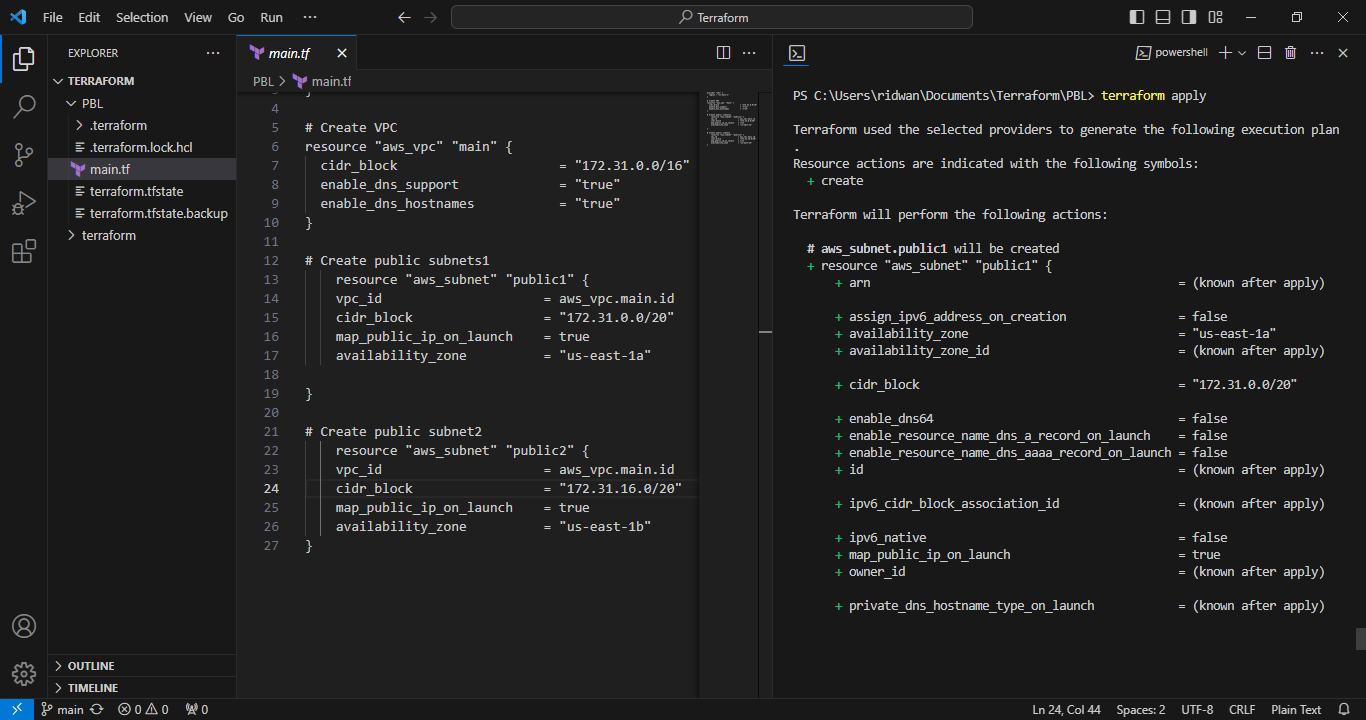 File Edit Selection View Go Run ···
Terraform
EXPLORER ···
TERRAFORM
PBL
.terraform
.terraform.lock.hcl
main.tf
terraform.tfstate
terraform.tfstate.backup
terraform
OUTLINE
TIMELINE
main.tf
PBL > main.tf
4
5 # Create VPC
6 resource "aws_vpc" "main" {
7 cidr_block = "172.31.0.0/16"
8 enable_dns_support = "true"
9 enable_dns_hostnames = "true"
10 }
11
12 # Create public subnets1
13 resource "aws_subnet" "public1" {
14 vpc_id = aws_vpc.main.id
15 cidr_block = "172.31.0.0/20"
16 map_public_ip_on_launch = true
17 availability_zone = "us-east-1a"
18
19 }
20
21 # Create public subnet2
22 resource "aws_subnet" "public2" {
23 vpc_id = aws_vpc.main.id
24 cidr_block = "172.31.16.0/20"
25 map_public_ip_on_launch = true
26 availability_zone = "us-east-1b"
27 }
powershell
PS C:\Users\ridwan\Documents\Terraform\PBL> terraform apply
Terraform used the selected providers to generate the following execution plan
.
Resource actions are indicated with the following symbols:
+ create
Terraform will perform the following actions:
# aws_subnet.public1 will be created
+ resource "aws_subnet" "public1" {
+ arn = (known after apply)
+ assign_ipv6_address_on_creation = false
+ availability_zone = "us-east-1a"
+ availability_zone_id = (known after apply)
+ cidr_block = "172.31.0.0/20"
+ enable_dns64 = false
+ enable_resource_name_dns_a_record_on_launch = false
+ enable_resource_name_dns_aaaa_record_on_launch = false
+ id = (known after apply)
+ ipv6_cidr_block_association_id = (known after apply)
+ ipv6_native = false
+ map_public_ip_on_launch = true
+ owner_id = (known after apply)
+ private_dns_hostname_type_on_launch = (known after apply)
main 0 0 0 Ln 24, Col 44 Spaces: 2 UTF-8 CRLF Plain Text